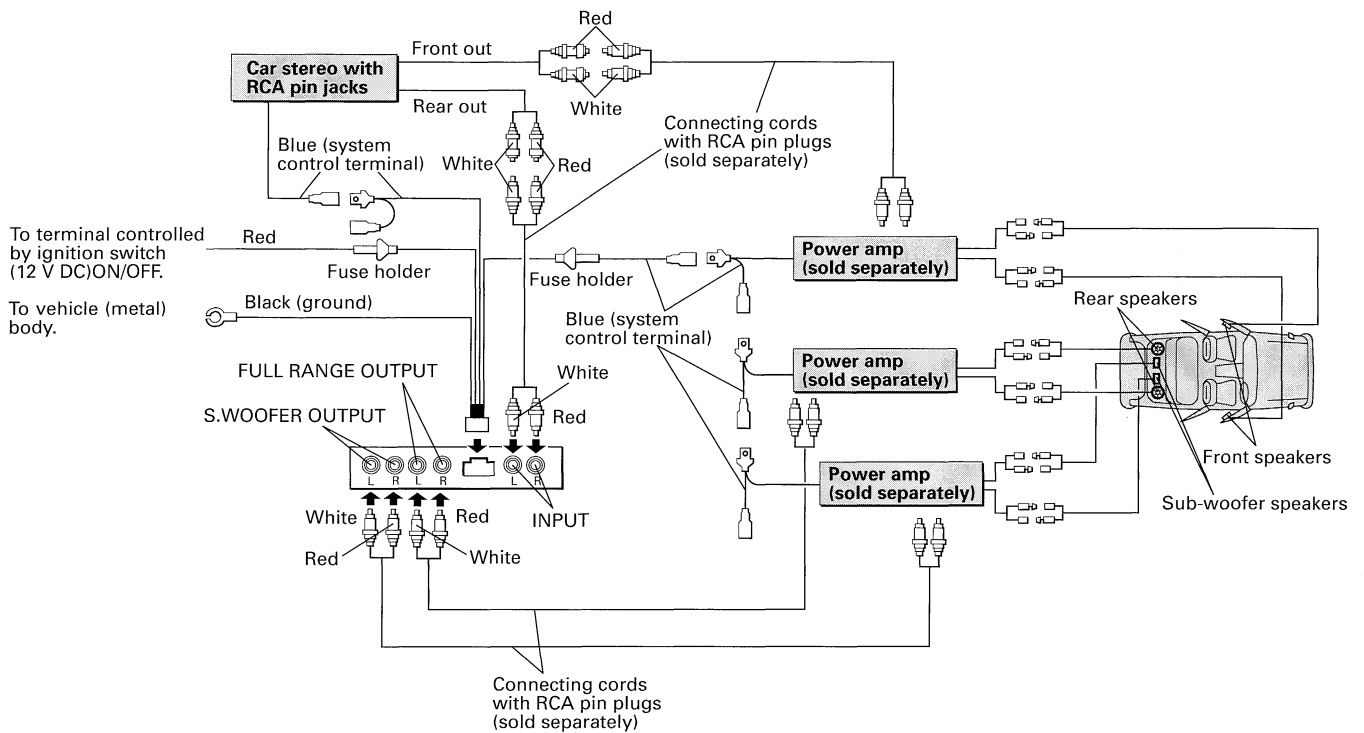 Red
Front out
Car stereo with
RCA pin jacks
White
Rear out
Connecting cords
with RCA pin plugs
(sold separately)
Blue (system
control terminal)
White
Red
To terminal controlled
by ignition switch
(12 V DC)ON/OFF.
Red
Fuse holder
Fuse holder
Power amp
(sold separately)
To vehicle (metal)
body.
Black (ground)
Rear speakers
Blue (system
control terminal)
Power amp
(sold separately)
FULL RANGE OUTPUT
White
S.WOOFER OUTPUT
Red
Front speakers
Power amp
(sold separately)
L R L R L R
Sub-woofer speakers
White
Red
INPUT
Red
White
Connecting cords
with RCA pin plugs
(sold separately)